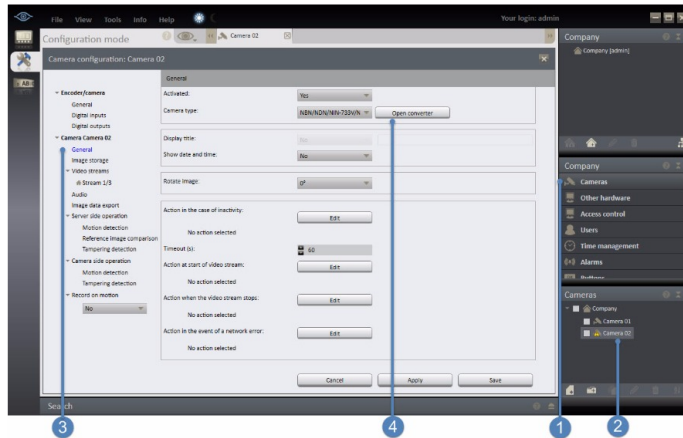 File View Tools Info Help
Your login: admin
Configuration mode
Camera 02
Camera configuration: Camera 02
General
Encoder/camera
General
Digital inputs
Digital outputs
Camera Camera 02
General
Image storage
Video streams
Stream 1/3
Audio
Image data export
Server side operation
Motion detection
Reference image comparison
Tampering detection
Camera side operation
Motion detection
Tampering detection
Record on motion
No
Activated:
Yes
Camera type:
NBN/NDN/NIN-733V/N
Open converter
Display title:
Show date and time:
No
Rotate image:
0°
Action in the case of inactivity:
Edit
No action selected
Timeout (s):
60
Action at start of video stream:
Edit
No action selected
Action when the video stream stops:
Edit
No action selected
Action in the event of a network error:
Edit
No action selected
Cancel
Apply
Save
Search
Company
Company [admin]
Company
Cameras
Other hardware
Access control
Users
Time management
Alarms
Buttons
Cameras
Company
Camera 01
Camera 02
3
4
1
2